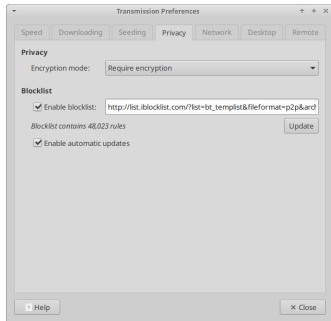 Transmission Preferences
Speed Downloading Seeding Privacy Network Desktop Remote
Privacy
Encryption mode: Require encryption
Blocklist
Enable blocklist: http://list.iblocklist.com/?list=bt_templist&fileformat=p2p&arch
Blocklist contains 48,023 rules Update
Enable automatic updates
Help Close